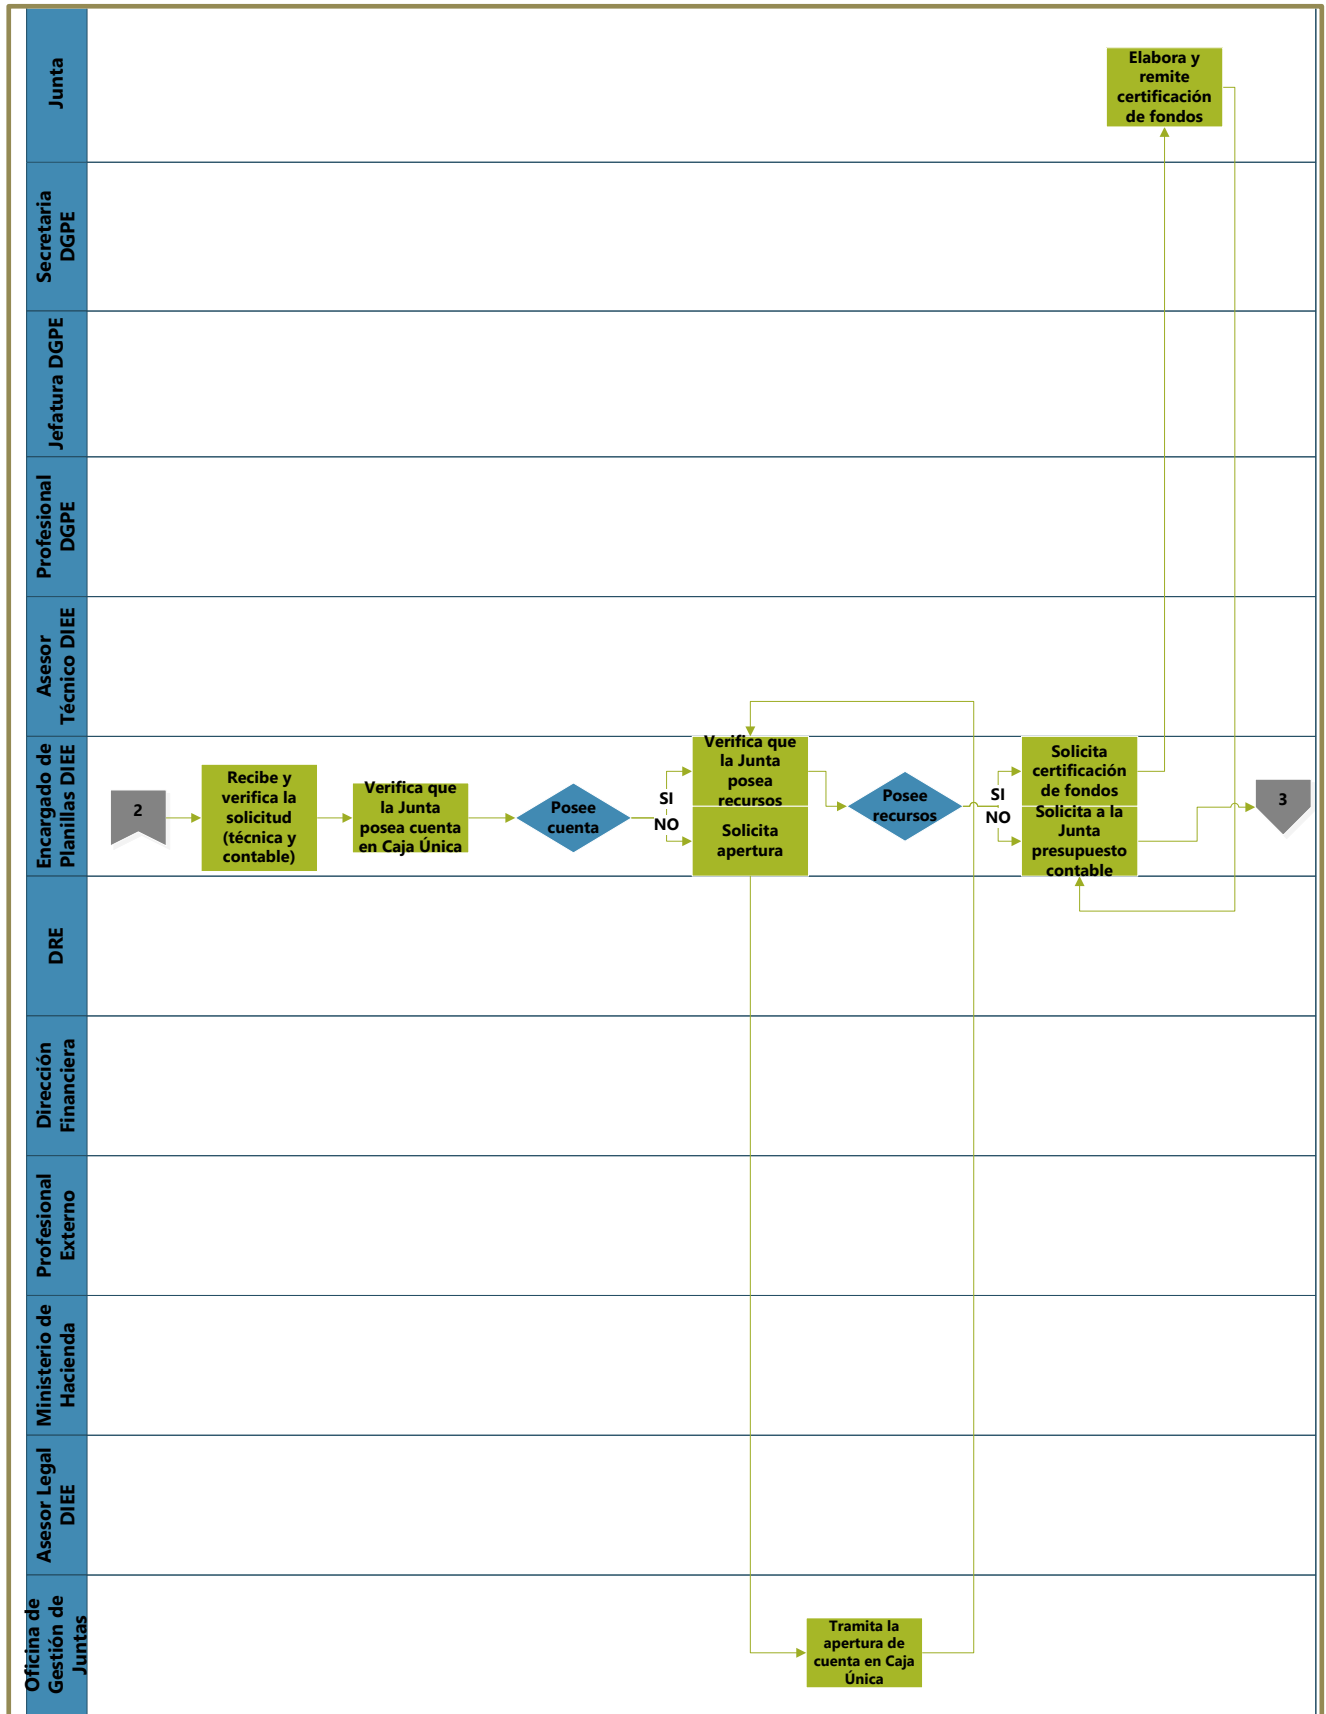 Junta
Elabora y
remite
certificación
de fondos
Secretaria
DGPE
Jefatura DGPE
Profesional
DGPE
Asesor
Técnico DIEE
Encargado de
Planillas DIEE
2
Recibe y
verifica la
solicitud
(técnica y
contable)
Verifica que
la Junta
posea cuenta
en Caja Única
Posee
cuenta
SI
NO
Verifica que
la Junta
posea
recursos
Solicita
apertura
Posee
recursos
SI
NO
Solicita
certificación
de fondos
Solicita a la
Junta
presupuesto
contable
3
DRE
Dirección
Financiera
Profesional
Externo
Ministerio de
Hacienda
Asesor Legal
DIEE
Oficina de
Gestión de
Juntas
Tramita la
apertura de
cuenta en Caja
Única